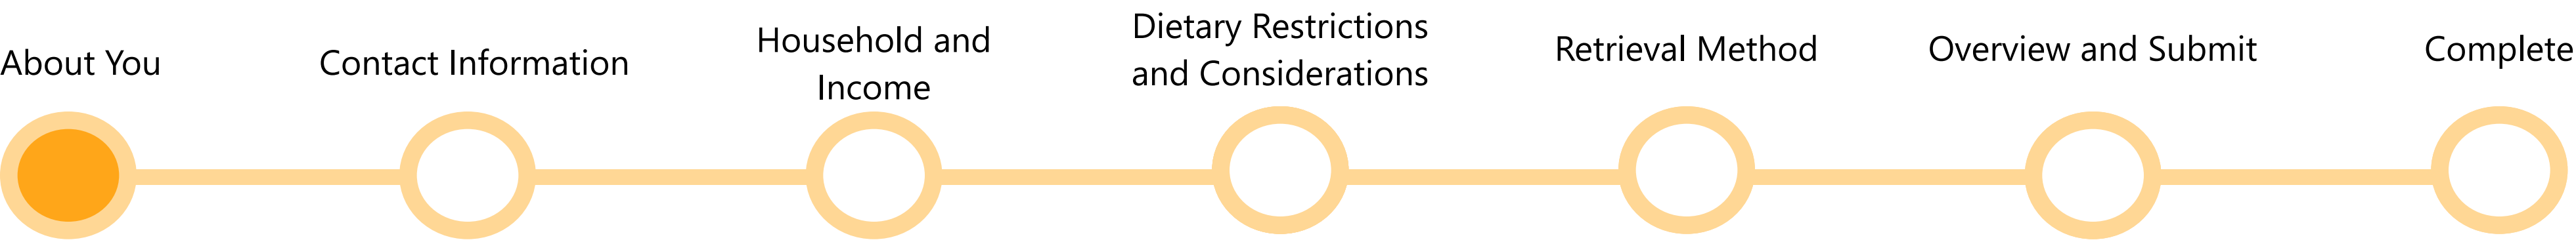 About You
Contact Information
Household and
Income
Dietary Restrictions
and Considerations
Retrieval Method
Overview and Submit
Complete